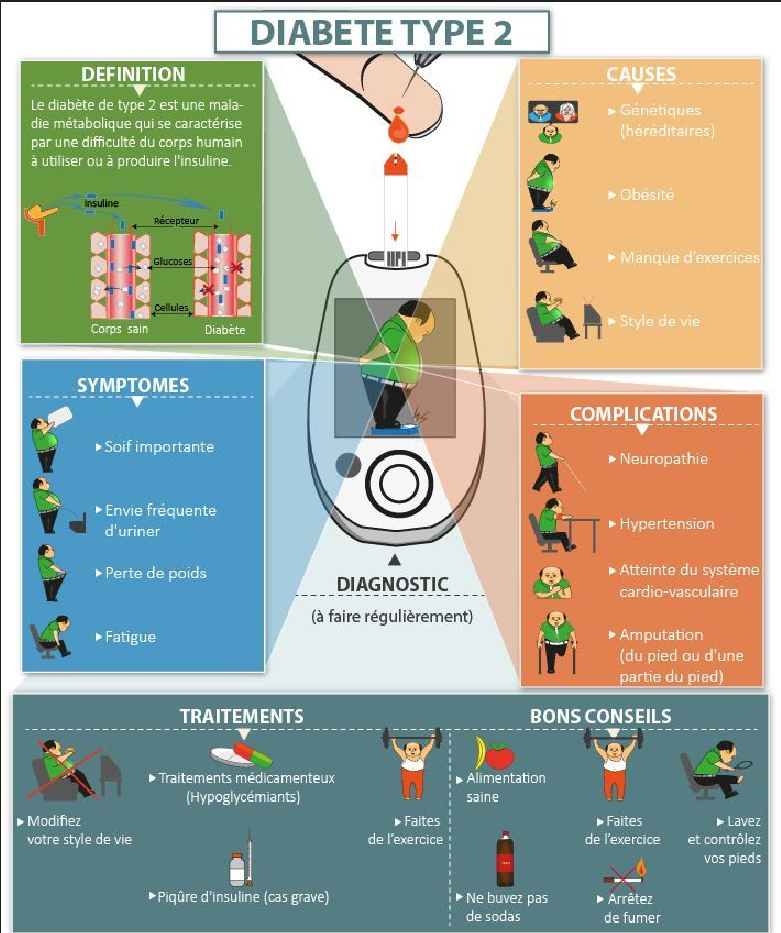 DIABETE TYPE 2
DEFINITION
Le diabète de type 2 est une mala-
die métabolique qui se caractérise
par une difficulté du corps humain
à utiliser ou à produire l'insuline.
Insuline
Récepteur
Glucoses
Cellules
Corps sain
Diabète
CAUSES
Génétiques
(héréditaires)
Obésité
Manque d'exercices
Style de vie
SYMPTOMES
Soif importante
Envie fréquente
d'uriner
Perte de poids
Fatigue
COMPLICATIONS
Neuropathie
Hypertension
Atteinte du système
cardio-vasculaire
Amputation
(du pied ou d'une
partie du pied)
DIAGNOSTIC
(à faire régulièrement)
TRAITEMENTS
Modifiez
votre style de vie
Traitements médicamenteux
(Hypoglycémiants)
Piqûre d'insuline (cas grave)
Faites
de l'exercice
BONS CONSEILS
Alimentation
saine
Ne buvez pas
de sodas
Faites
de l'exercice
Arrêtez
de fumer
Lavez
et contrôlez
vos pieds